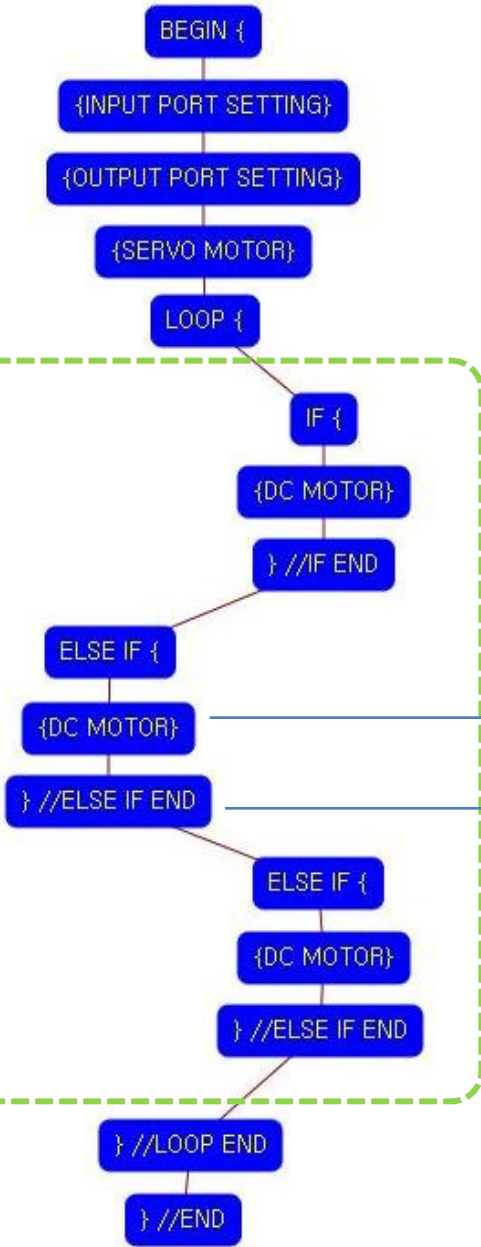 BEGIN {
{INPUT PORT SETTING}
{OUTPUT PORT SETTING}
{SERVO MOTOR}
LOOP {
IF {
{DC MOTOR}
} //IF END
ELSE IF {
{DC MOTOR}
} //ELSE IF END
ELSE IF {
{DC MOTOR}
} //ELSE IF END
} //LOOP END
} //END